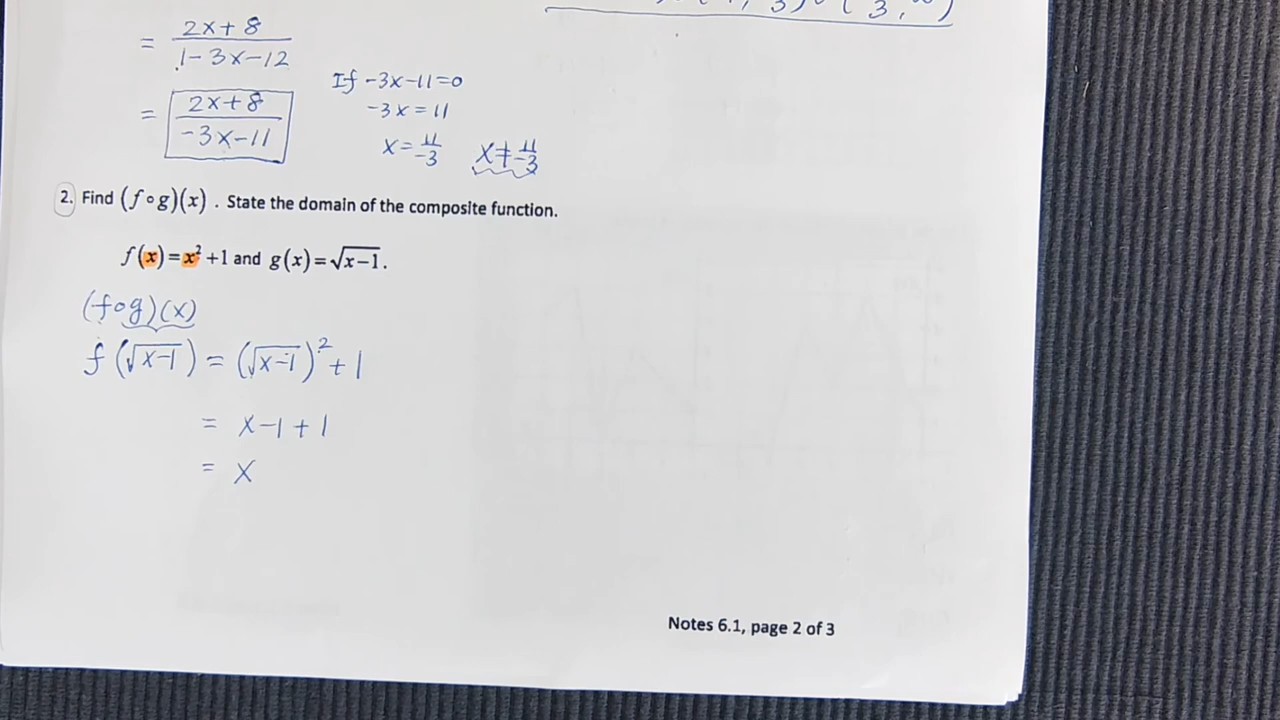 = (2x+8)/(1-3x-12)
If -3x-11=0
= (2x+8)/(-3x-11)
-3x=11
x=11/-3 x≠11/-3
2. Find (f∘g)(x). State the domain of the composite function.
f(x)=x²+1 and g(x)=√(x-1).
(f∘g)(x)
f(√(x-1)) = (√(x-1))²+1
= x-1+1
= x
Notes 6.1, page 2 of 3